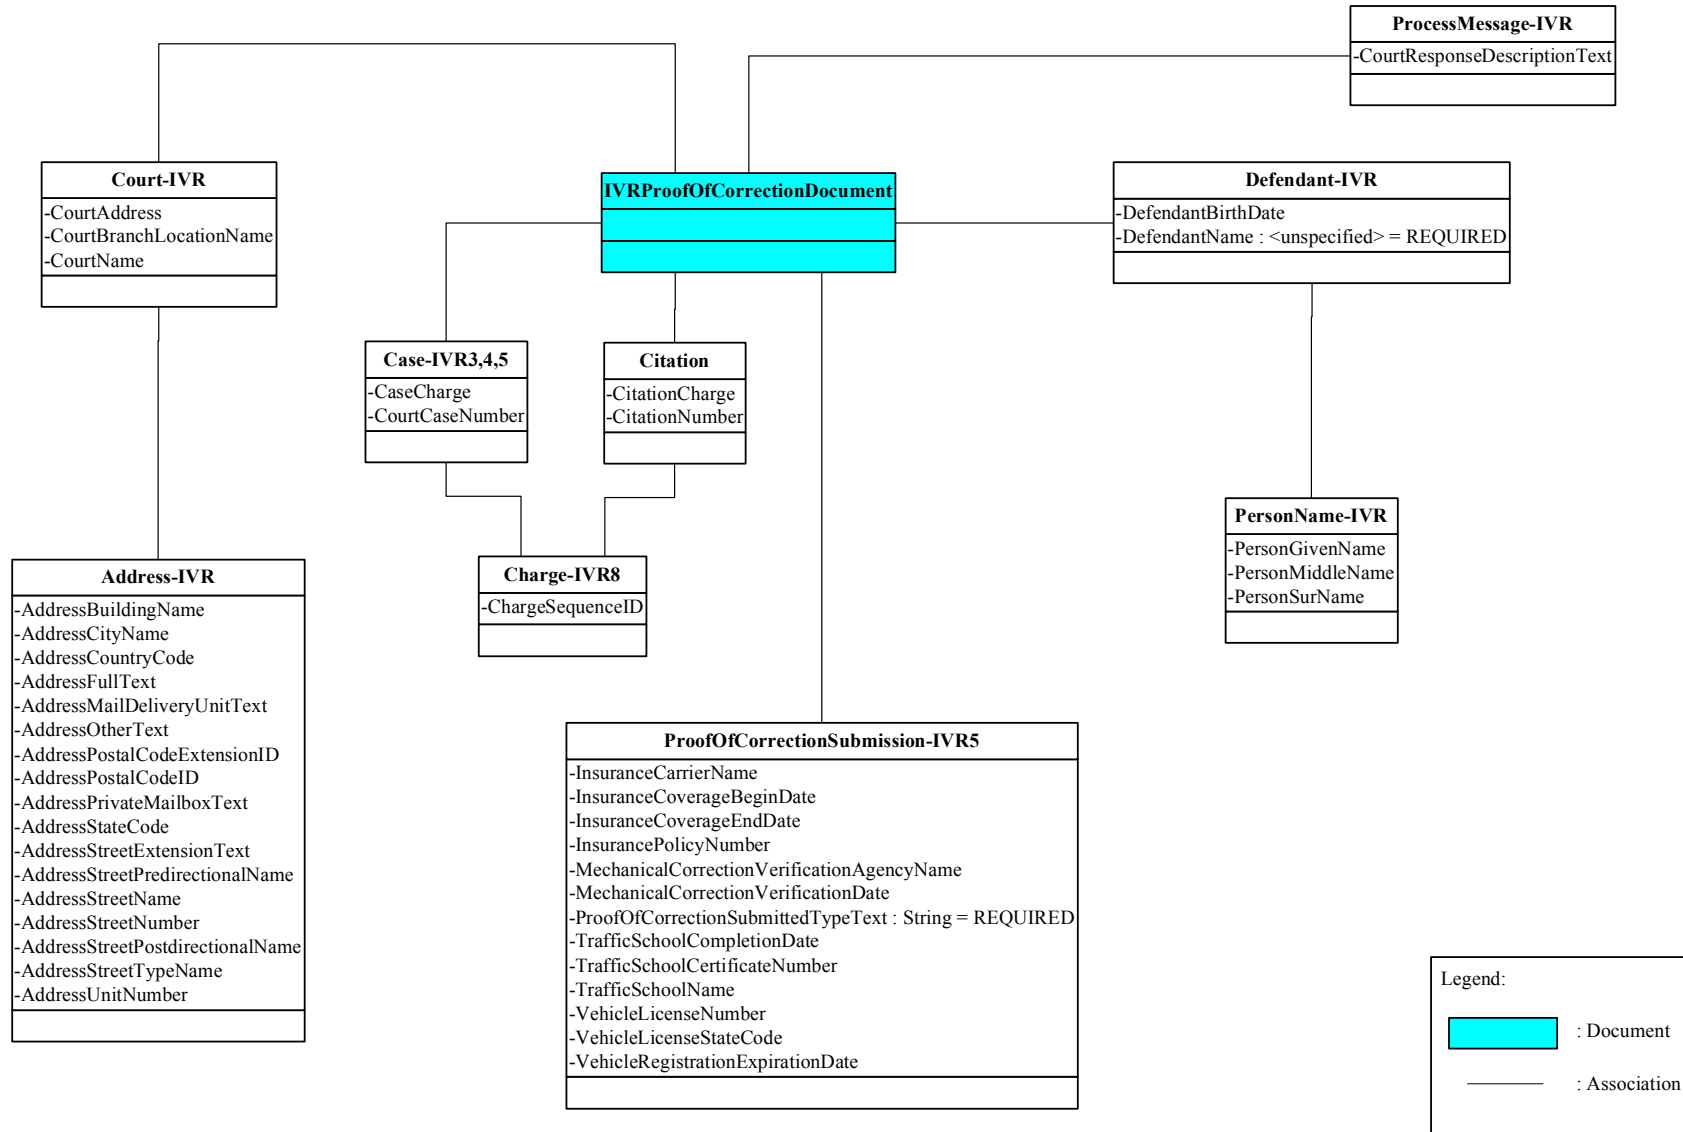 ProcessMessage-IVR
-CourtResponseDescriptionText
Court-IVR
-CourtAddress
-CourtBranchLocationName
-CourtName
IVRProofOfCorrectionDocument
Defendant-IVR
-DefendantBirthDate
-DefendantName : <unspecified> = REQUIRED
Case-IVR3,4,5
-CaseCharge
-CourtCaseNumber
Citation
-CitationCharge
-CitationNumber
PersonName-IVR
-PersonGivenName
-PersonMiddleName
-PersonSurName
Address-IVR
-AddressBuildingName
-AddressCityName
-AddressCountryCode
-AddressFullText
-AddressMailDeliveryUnitText
-AddressOtherText
-AddressPostalCodeExtensionID
-AddressPostalCodeID
-AddressPrivateMailboxText
-AddressStateCode
-AddressStreetExtensionText
-AddressStreetPredirectionalName
-AddressStreetName
-AddressStreetNumber
-AddressStreetPostdirectionalName
-AddressStreetTypeName
-AddressUnitNumber
Charge-IVR8
-ChargeSequenceID
ProofOfCorrectionSubmission-IVR5
-InsuranceCarrierName
-InsuranceCoverageBeginDate
-InsuranceCoverageEndDate
-InsurancePolicyNumber
-MechanicalCorrectionVerificationAgencyName
-MechanicalCorrectionVerificationDate
-ProofOfCorrectionSubmittedTypeText : String = REQUIRED
-TrafficSchoolCompletionDate
-TrafficSchoolCertificateNumber
-TrafficSchoolName
-VehicleLicenseNumber
-VehicleLicenseStateCode
-VehicleRegistrationExpirationDate
Legend:
: Document
: Association